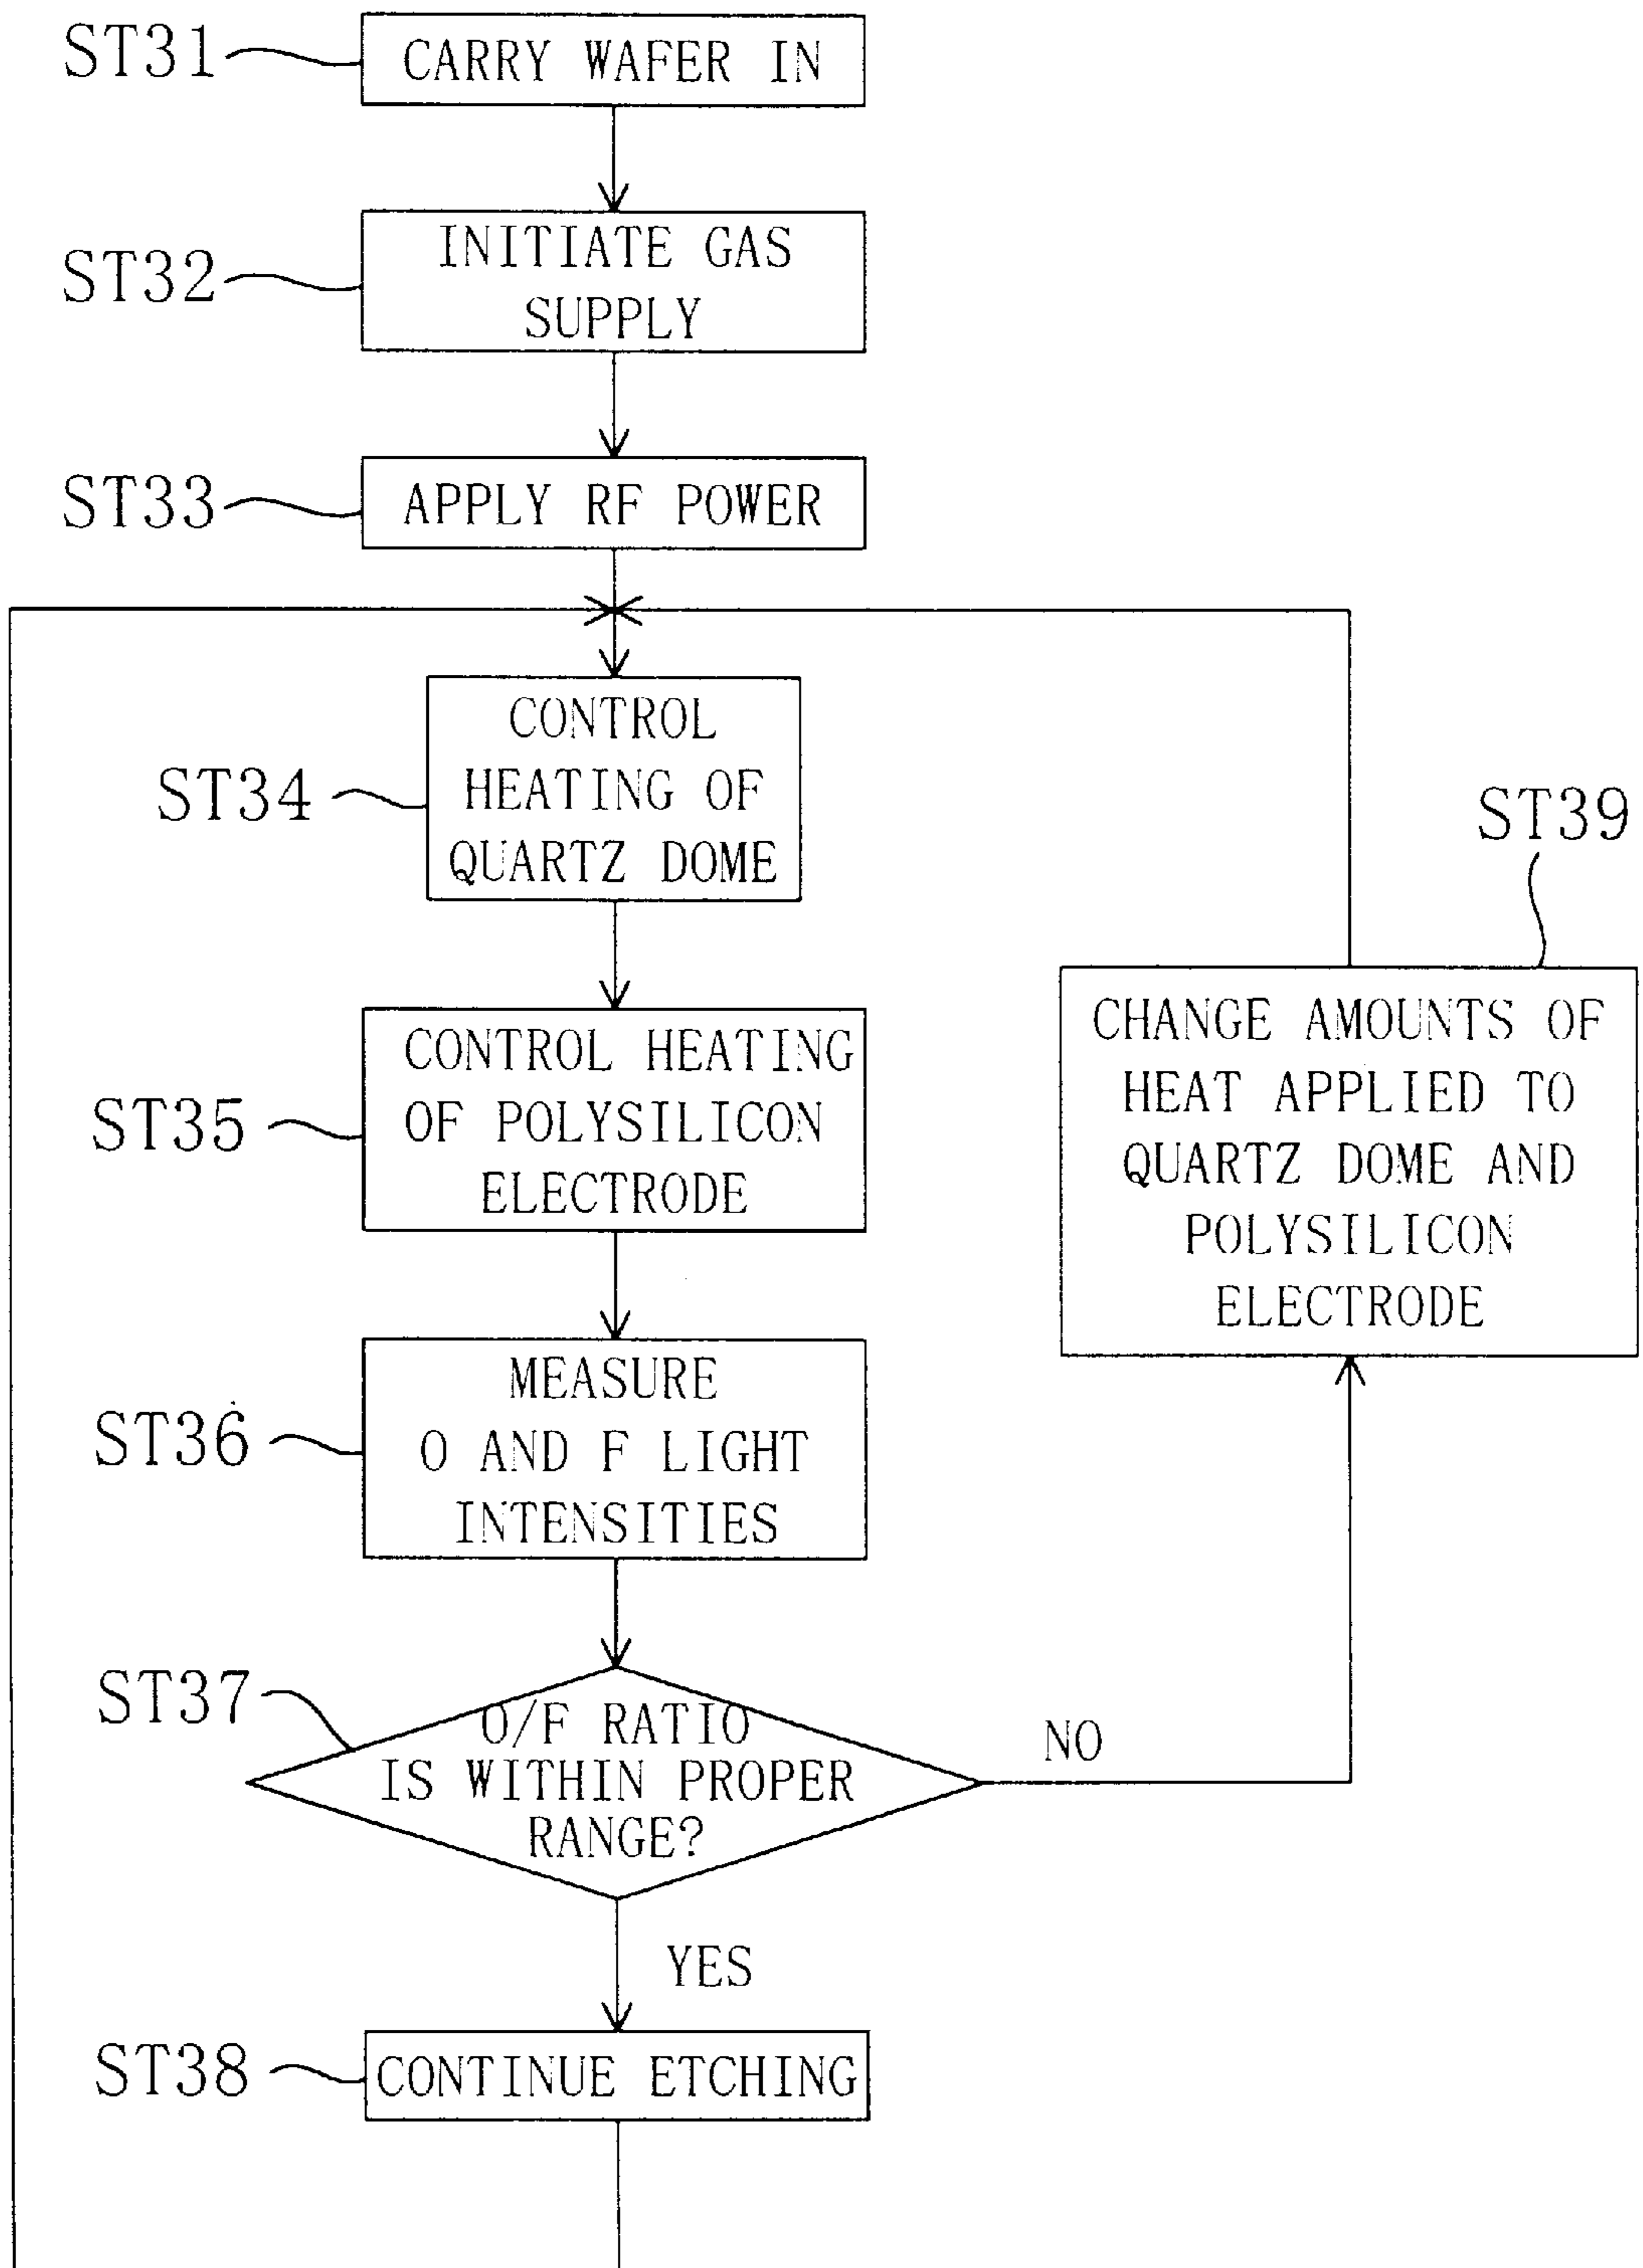 ST31
CARRY WAFER IN
ST32
INITIATE GAS
SUPPLY
ST33
APPLY RF POWER
ST34
CONTROL
HEATING OF
QUARTZ DOME
ST35
CONTROL HEATING
OF POLYSILICON
ELECTRODE
ST36
MEASURE
O AND F LIGHT
INTENSITIES
ST37
O/F RATIO
IS WITHIN PROPER
RANGE?
NO
ST39
CHANGE AMOUNTS OF
HEAT APPLIED TO
QUARTZ DOME AND
POLYSILICON
ELECTRODE
YES
ST38
CONTINUE ETCHING